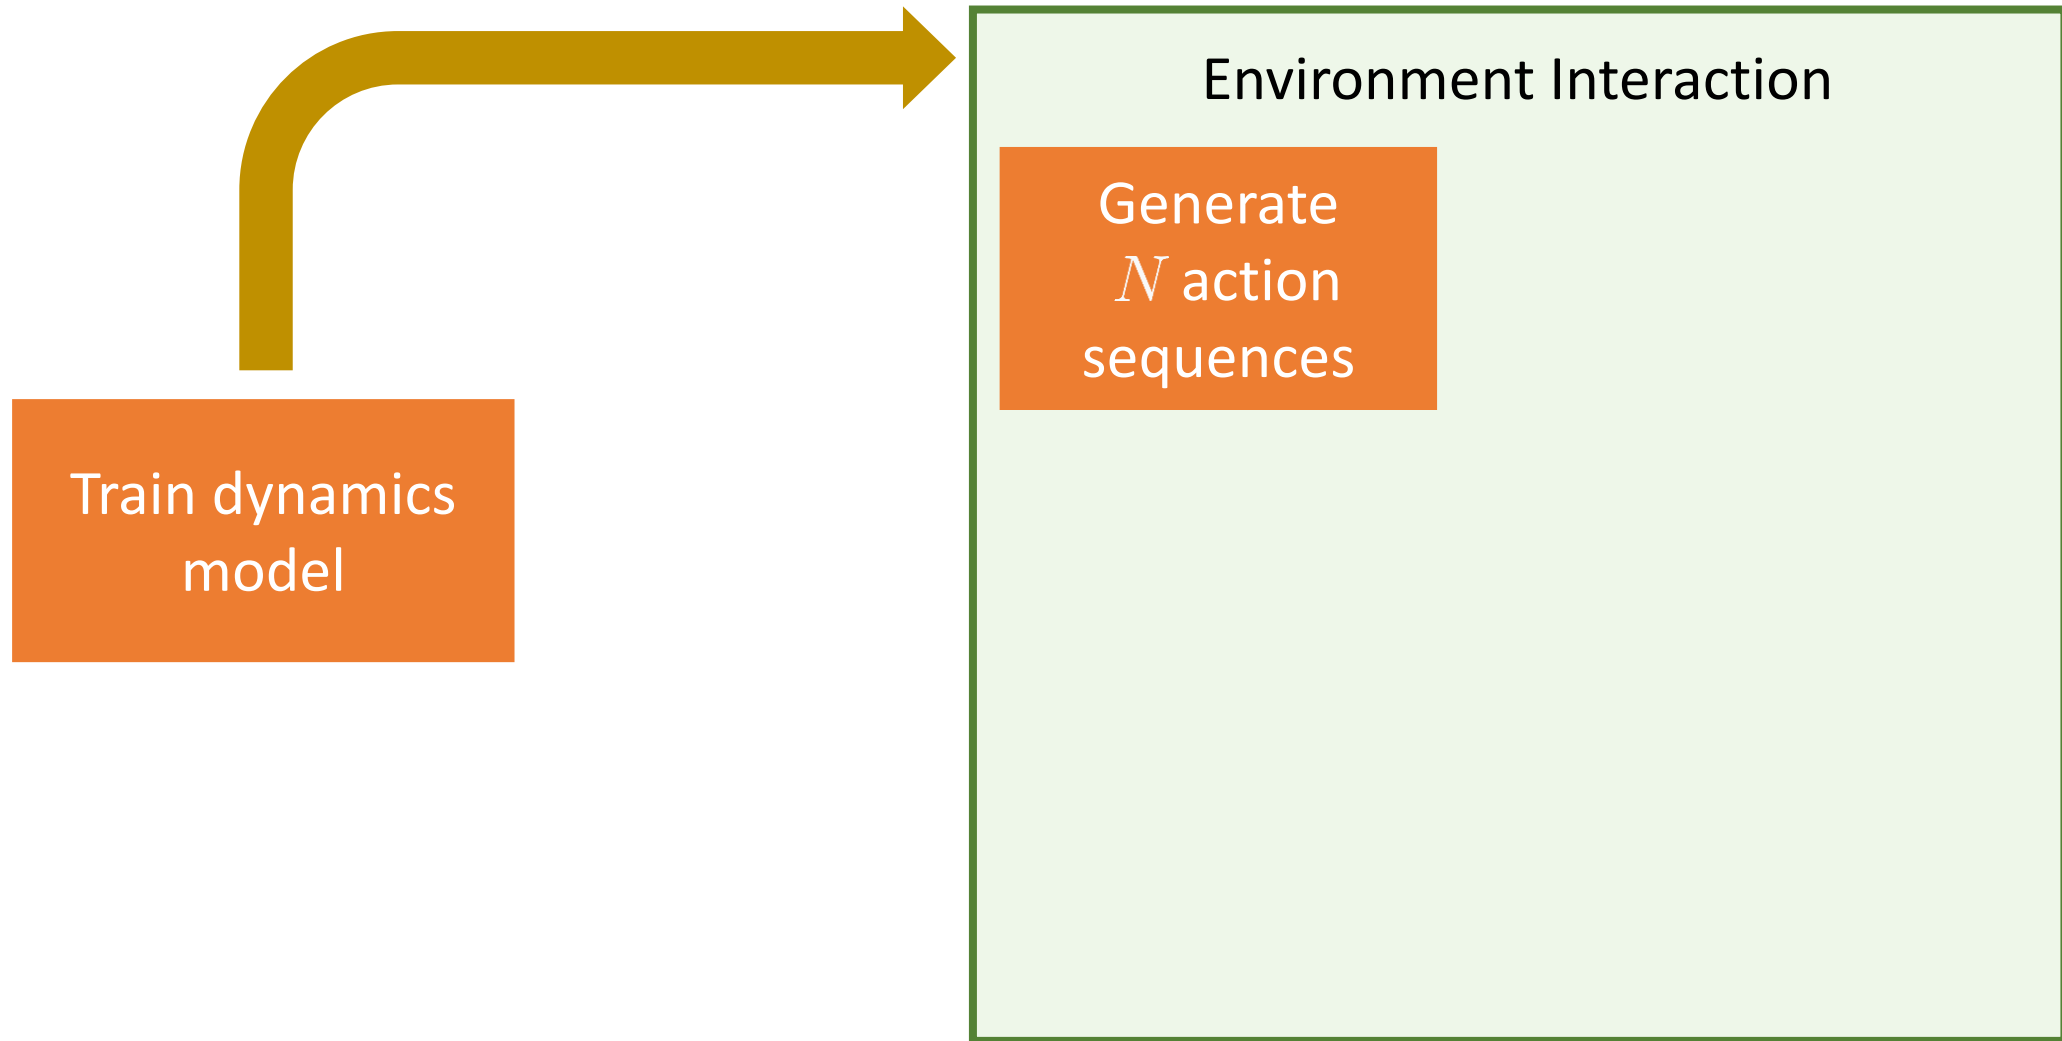 Environment Interaction
Generate
N action
sequences
Train dynamics
model